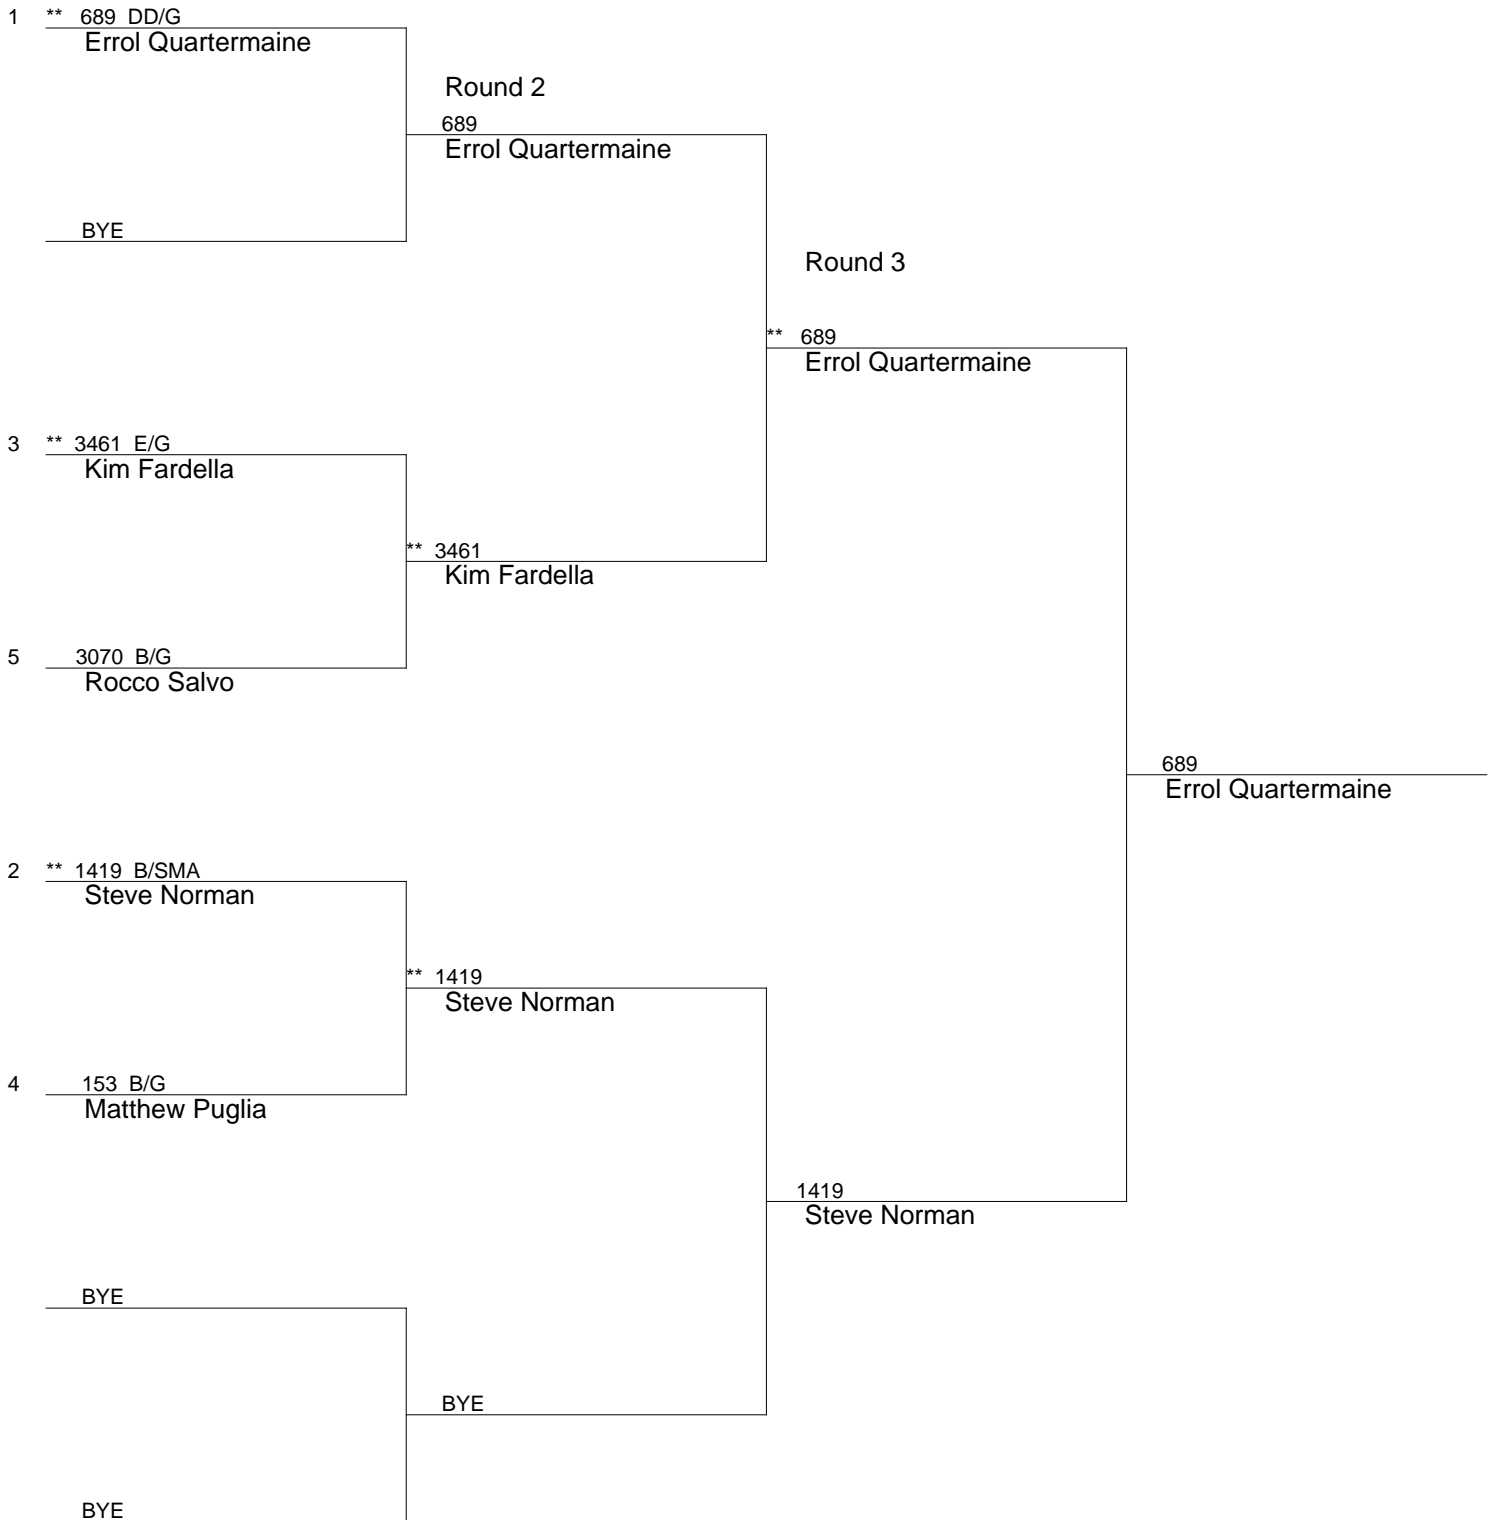 1 ** 689 DD/G
Errol Quartermaine
Round 2
689
Errol Quartermaine
BYE
Round 3
** 689
Errol Quartermaine
3 ** 3461 E/G
Kim Fardella
** 3461
Kim Fardella
5 3070 B/G
Rocco Salvo
689
Errol Quartermaine
2 ** 1419 B/SMA
Steve Norman
** 1419
Steve Norman
4 153 B/G
Matthew Puglia
1419
Steve Norman
BYE
BYE
BYE